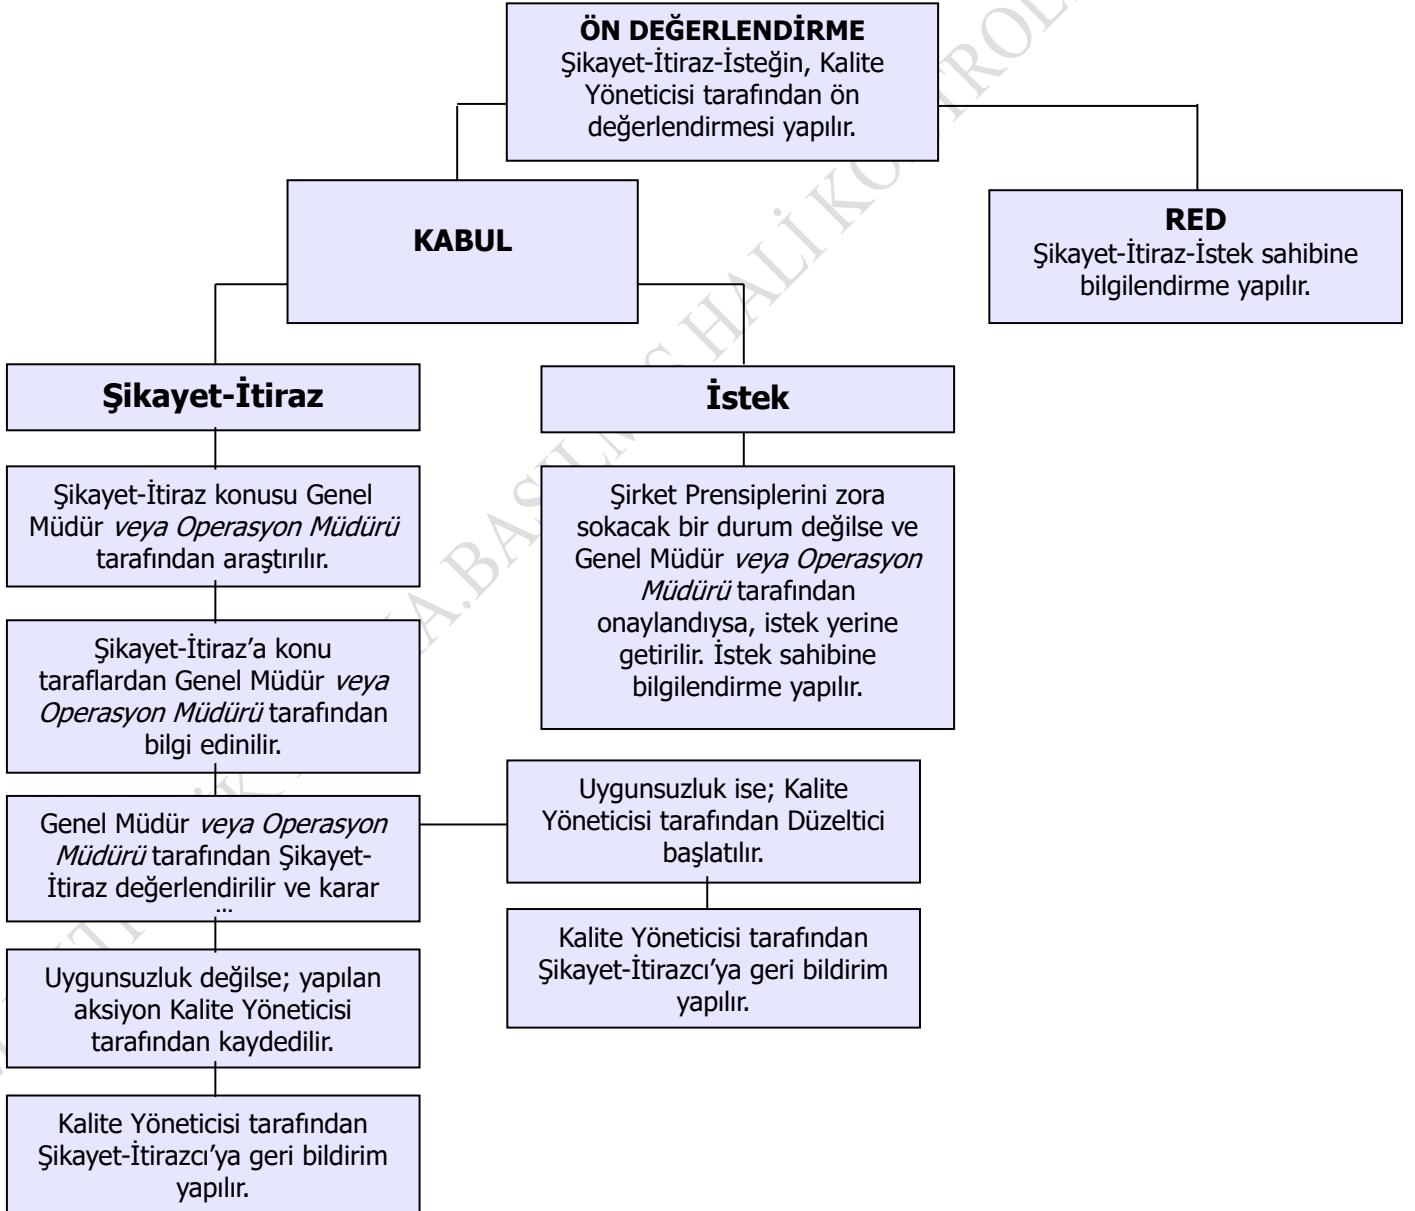 ÖN DEĞERLENDİRME
Şikayet-İtiraz-İsteğin, Kalite
Yöneticisi tarafından ön
değerlendirmesi yapılır.
KABUL
RED
Şikayet-İtiraz-İstek sahibine
bilgilendirme yapılır.
Şikayet-İtiraz
İstek
Şikayet-İtiraz konusu Genel
Müdür veya Operasyon Müdürü
tarafından araştırılır.
Şirket Prensiplerini zora
sokacak bir durum değilse ve
Genel Müdür veya Operasyon
Müdürü tarafından
onaylandıysa, istek yerine
getirilir. İstek sahibine
bilgilendirme yapılır.
Şikayet-İtiraz’a konu
taraflardan Genel Müdür veya
Operasyon Müdürü tarafından
bilgi edinilir.
Genel Müdür veya Operasyon
Müdürü tarafından Şikayet-
İtiraz değerlendirilir ve karar
...
Uygunsuzluk ise; Kalite
Yöneticisi tarafından Düzeltici
başlatılır.
Kalite Yöneticisi tarafından
Şikayet-İtirazcı’ya geri bildirim
yapılır.
Uygunsuzluk değilse; yapılan
aksiyon Kalite Yöneticisi
tarafından kaydedilir.
Kalite Yöneticisi tarafından
Şikayet-İtirazcı’ya geri bildirim
yapılır.
HALİ